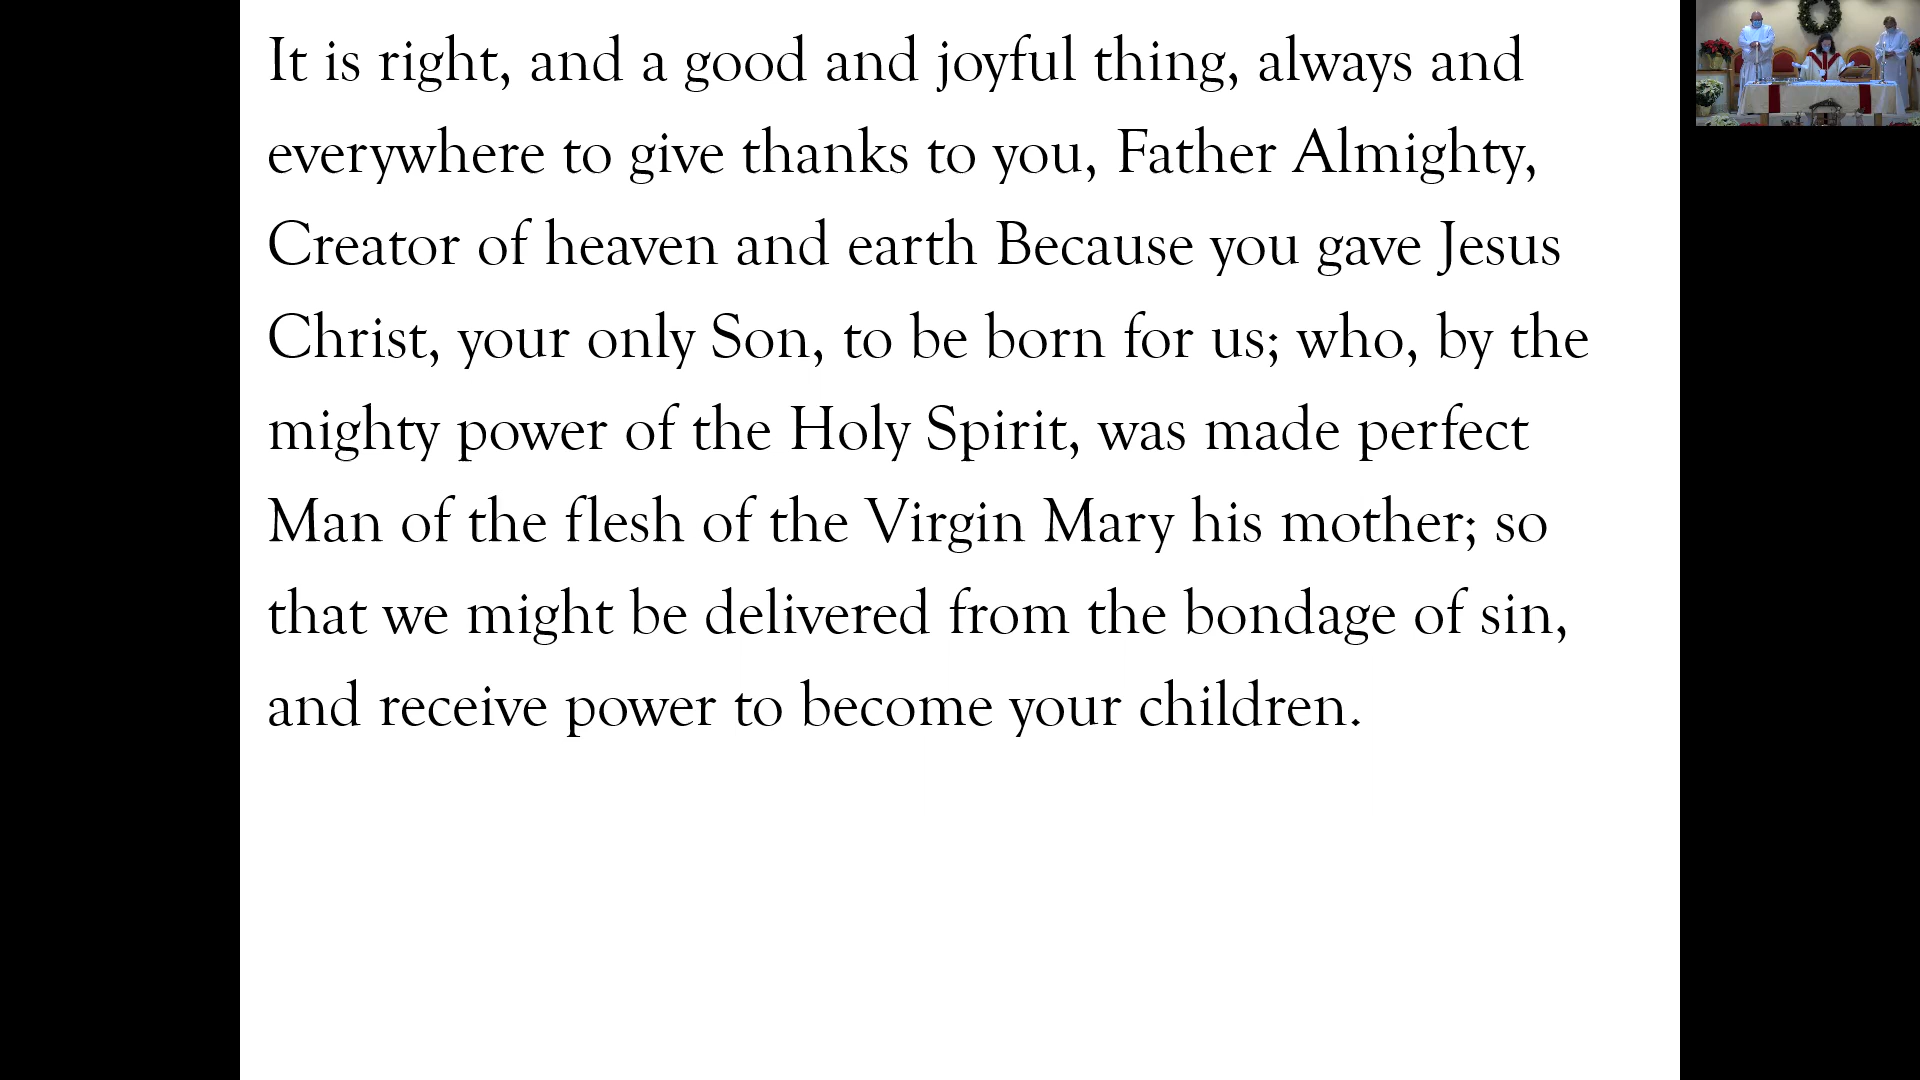 It is right, and a good and joyful thing, always and
everywhere to give thanks to you, Father Almighty,
Creator of heaven and earth Because you gave Jesus
Christ, your only Son, to be born for us; who, by the
mighty power of the Holy Spirit, was made perfect
Man of the flesh of the Virgin Mary his mother; so
that we might be delivered from the bondage of sin,
and receive power to become your children.